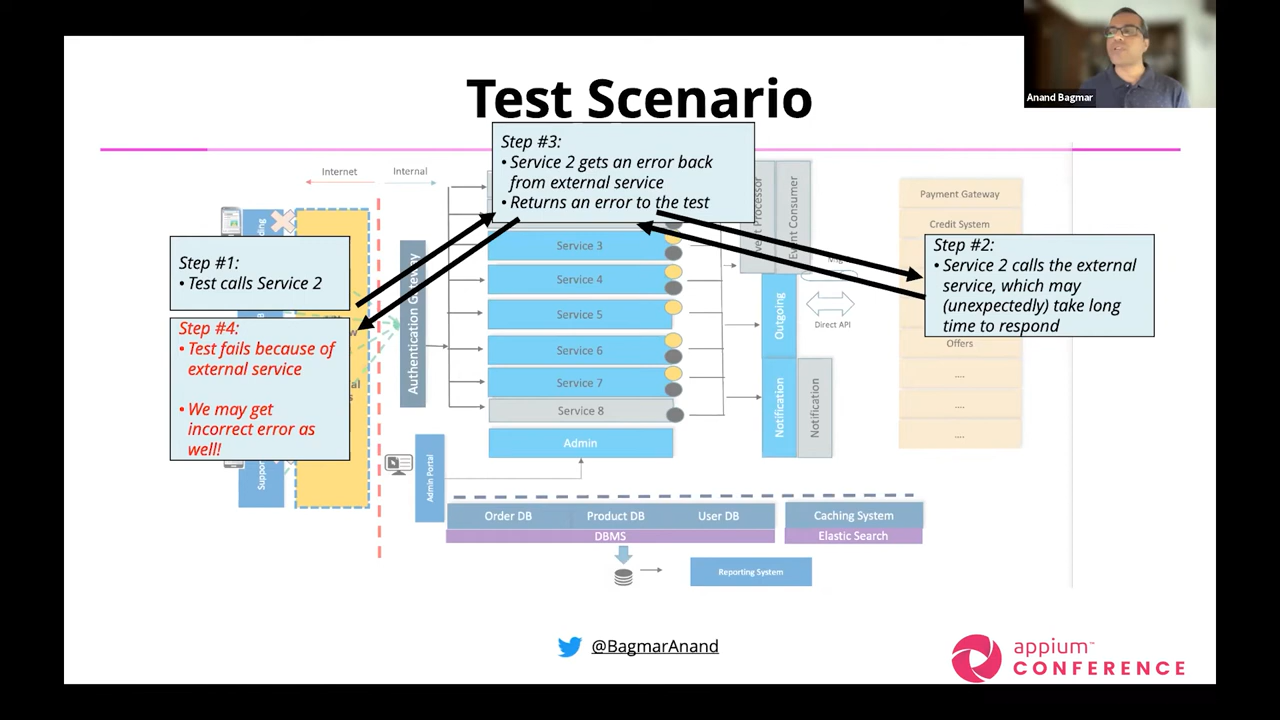 Anand Bagmar
Test Scenario
Step #3:
• Service 2 gets an error back
from external service
• Returns an error to the test
Internet
Internal
Step #1:
• Test calls Service 2
Step #4:
• Test fails because of
external service
• We may get
incorrect error as
well!
Authentication Gateway
Service 3
Service 4
Service 5
Service 6
Service 7
Service 8
Admin
Event Consumer
Outgoing
Direct API
Notification
Notification
Payment Gateway
Credit System
Step #2:
• Service 2 calls the external
service, which may
(unexpectedly) take long
time to respond
Offers
....
....
....
Admin Portal
Order DB
Product DB
User DB
DBMS
Caching System
Elastic Search
Reporting System
@BagmarAnand
appium™
CONFERENCE